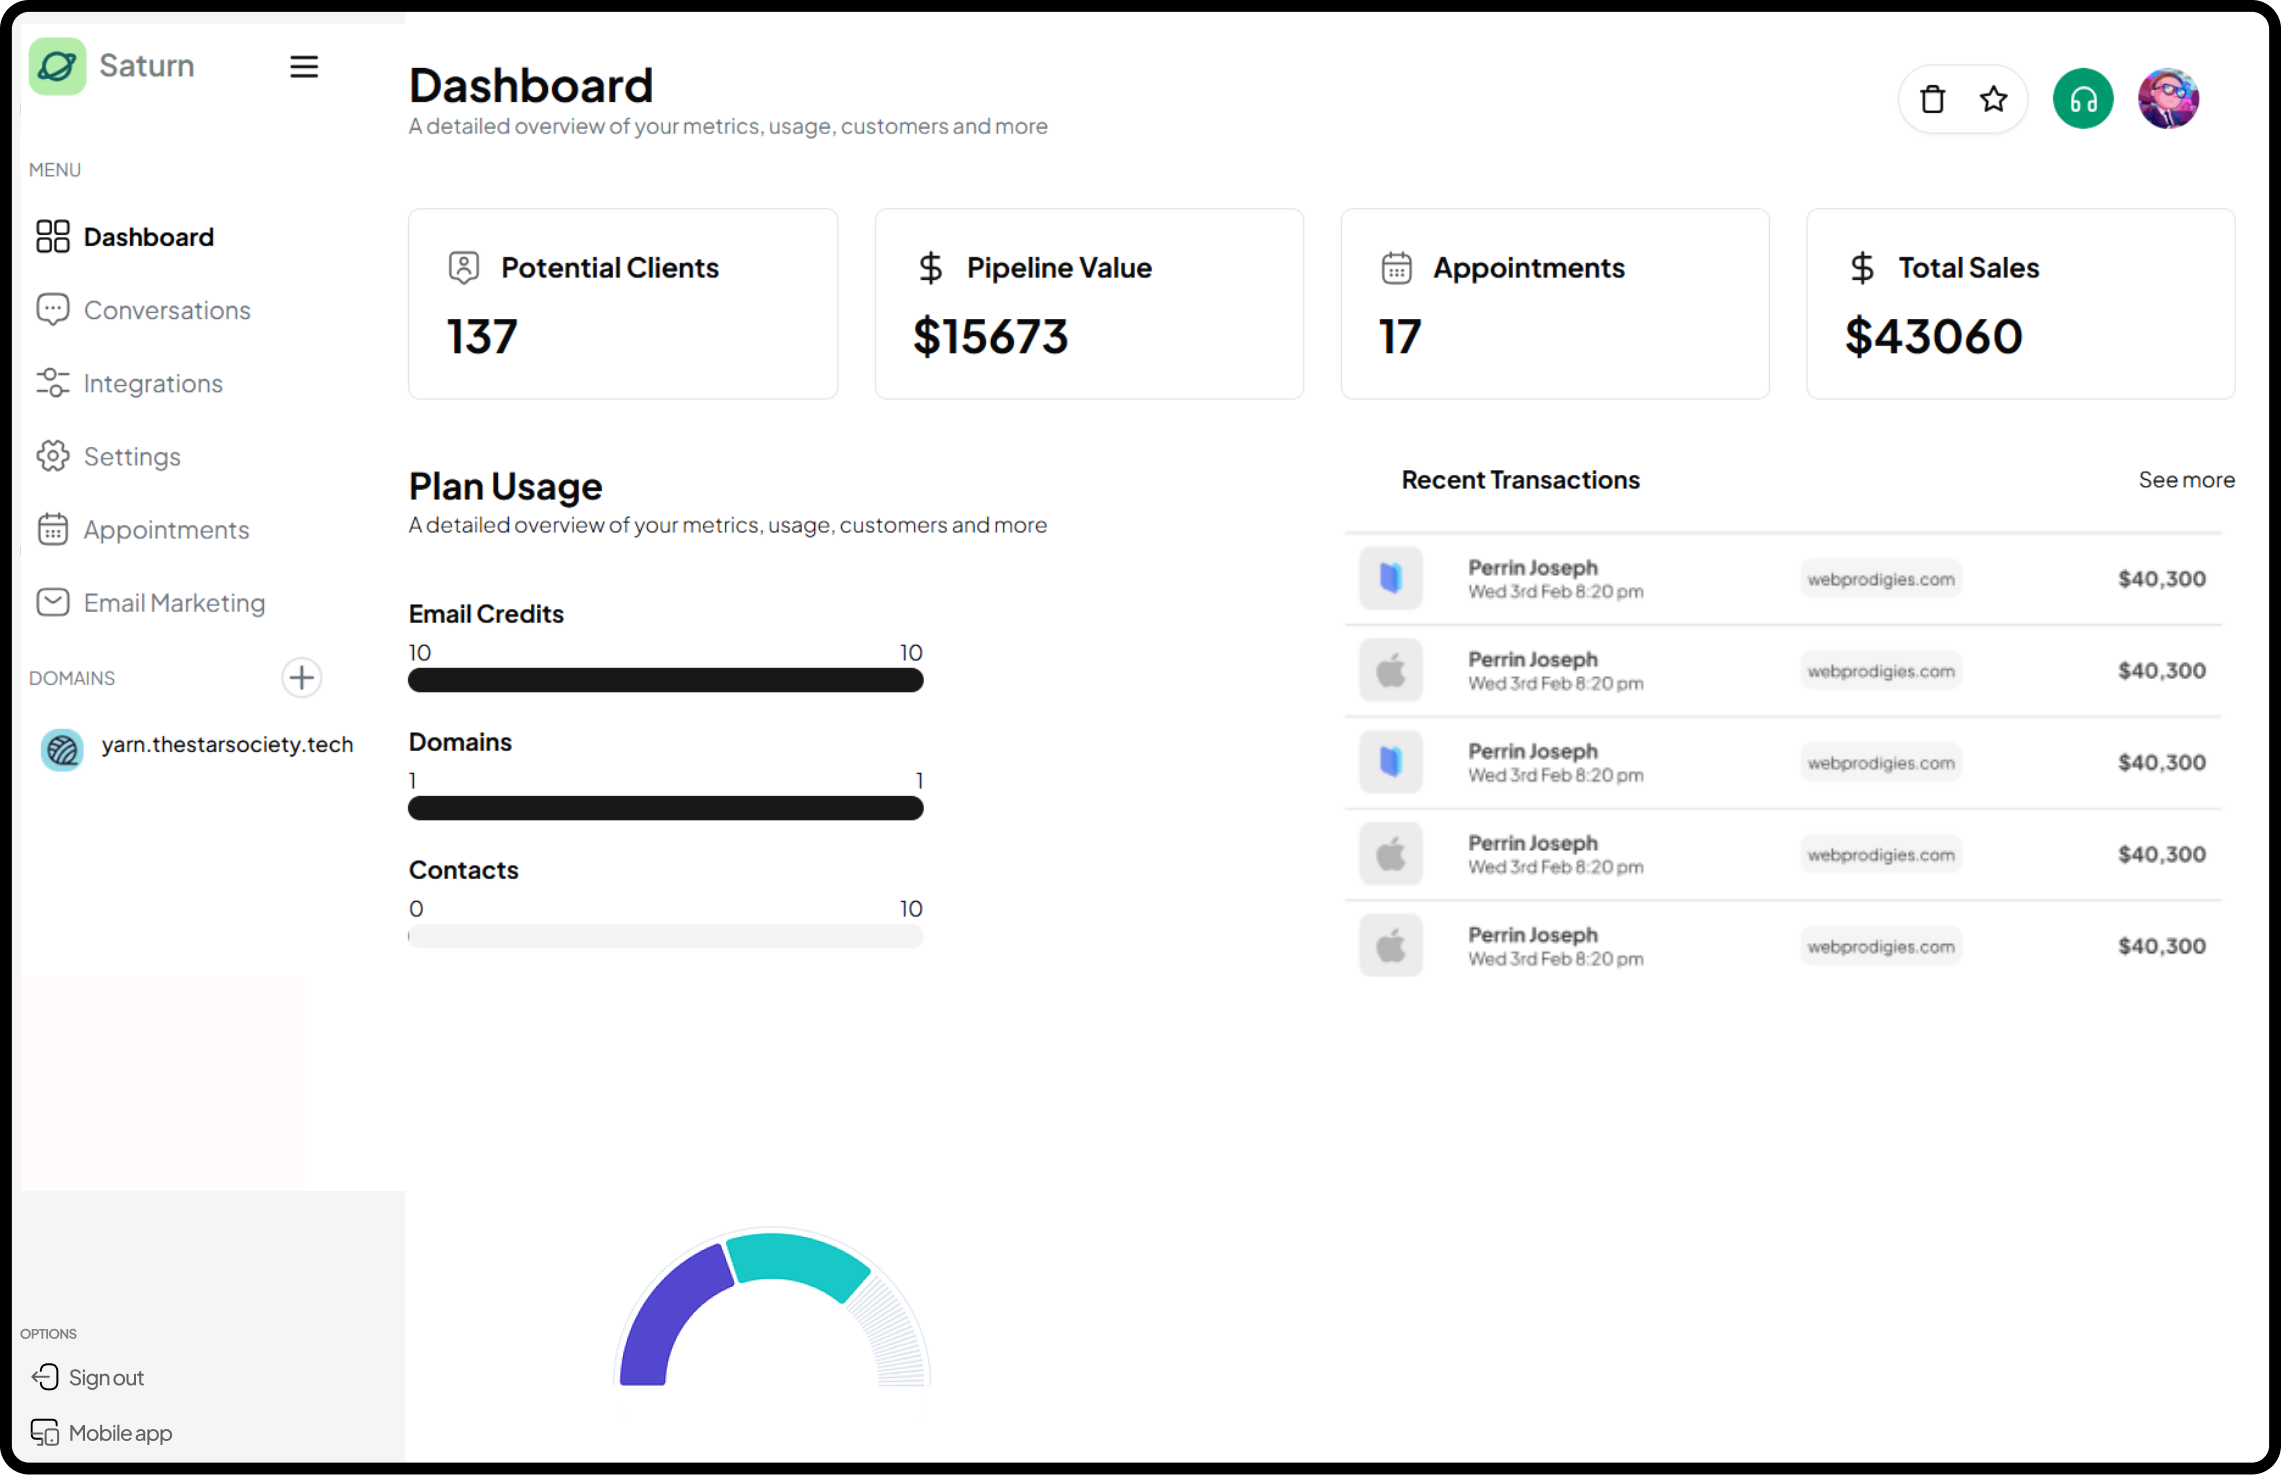 Saturn
MENU
Dashboard
Conversations
Integrations
Settings
Appointments
Email Marketing
DOMAINS
yarn.thestarsociety.tech
OPTIONS
Sign out
Mobile app
Dashboard
A detailed overview of your metrics, usage, customers and more
Potential Clients
137
Pipeline Value
$15673
Appointments
17
Total Sales
$43060
Plan Usage
A detailed overview of your metrics, usage, customers and more
Email Credits
10 10
Domains
1 1
Contacts
0 10
Recent Transactions See more
Perrin Joseph
Wed 3rd Feb 8:20 pm
webprodigies.com
$40,300
Perrin Joseph
Wed 3rd Feb 8:20 pm
webprodigies.com
$40,300
Perrin Joseph
Wed 3rd Feb 8:20 pm
webprodigies.com
$40,300
Perrin Joseph
Wed 3rd Feb 8:20 pm
webprodigies.com
$40,300
Perrin Joseph
Wed 3rd Feb 8:20 pm
webprodigies.com
$40,300